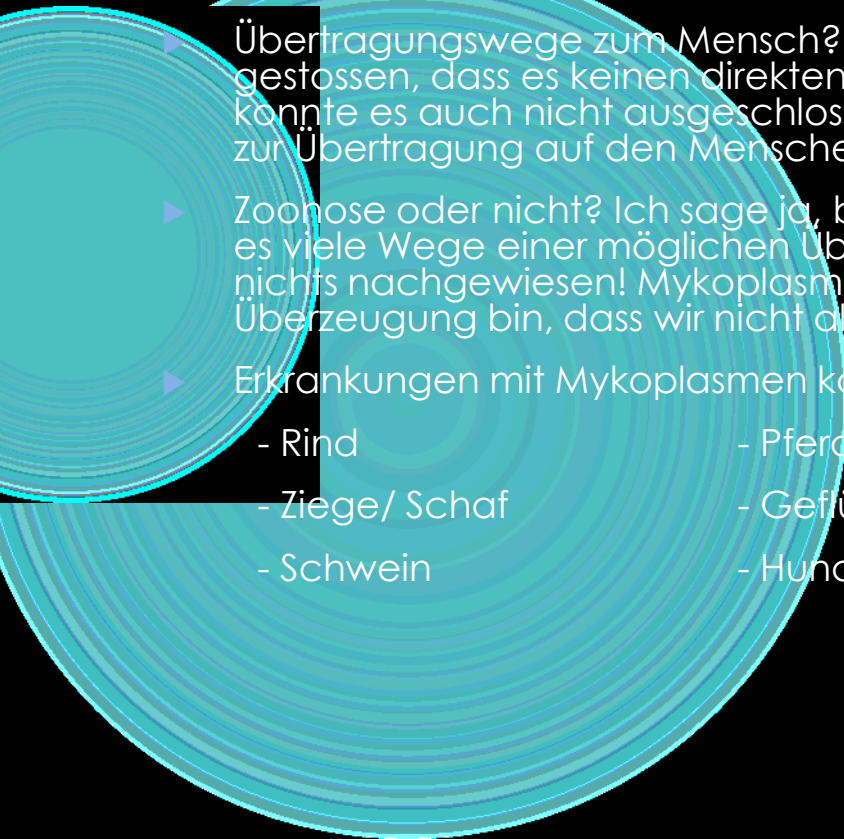 Übertragungswege zum Mensch?
gestossen, dass es keinen direkten
konnte es auch nicht ausgeschlos
zur Übertragung auf den Mensche
Zoonose oder nicht? Ich sage ja, b
es viele Wege einer möglichen Üb
nichts nachgewiesen! Mykoplasm
Überzeugung bin, dass wir nicht a
Erkrankungen mit Mykoplasmen k
- Rind - Pferd
- Ziege/ Schaf - Geflü
- Schwein - Hund